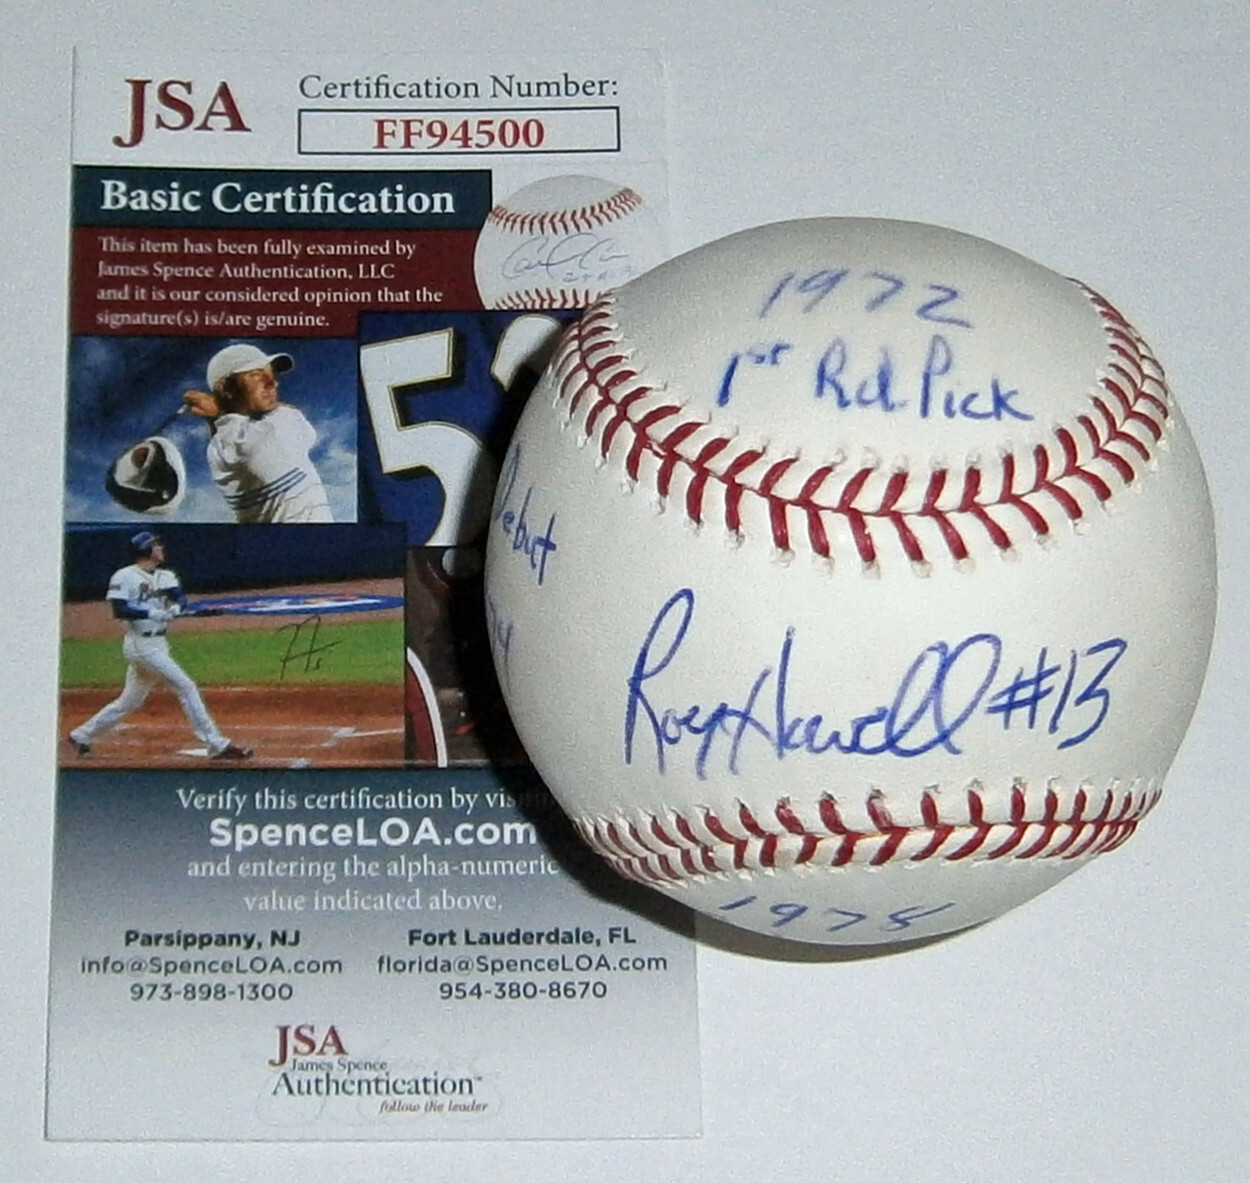 JSA
Certification Number:
FF94500
Basic Certification
This item has been fully examined by
James Spence Authentication, LLC
and it is our considered opinion that the
signature(s) is/are genuine.
Verify this certification by
SpenceLOA.com
and entering the alpha-numeric
value indicated above.
Parsippany, NJ
info@SpenceLOA.com
973-898-1300
Fort Lauderdale, FL
florida@SpenceLOA.com
954-380-8670
JSA
James Spence
Authentication™
follow the leader
1972
1st Rd. Pick
Debut
Roy Howell #13
1978